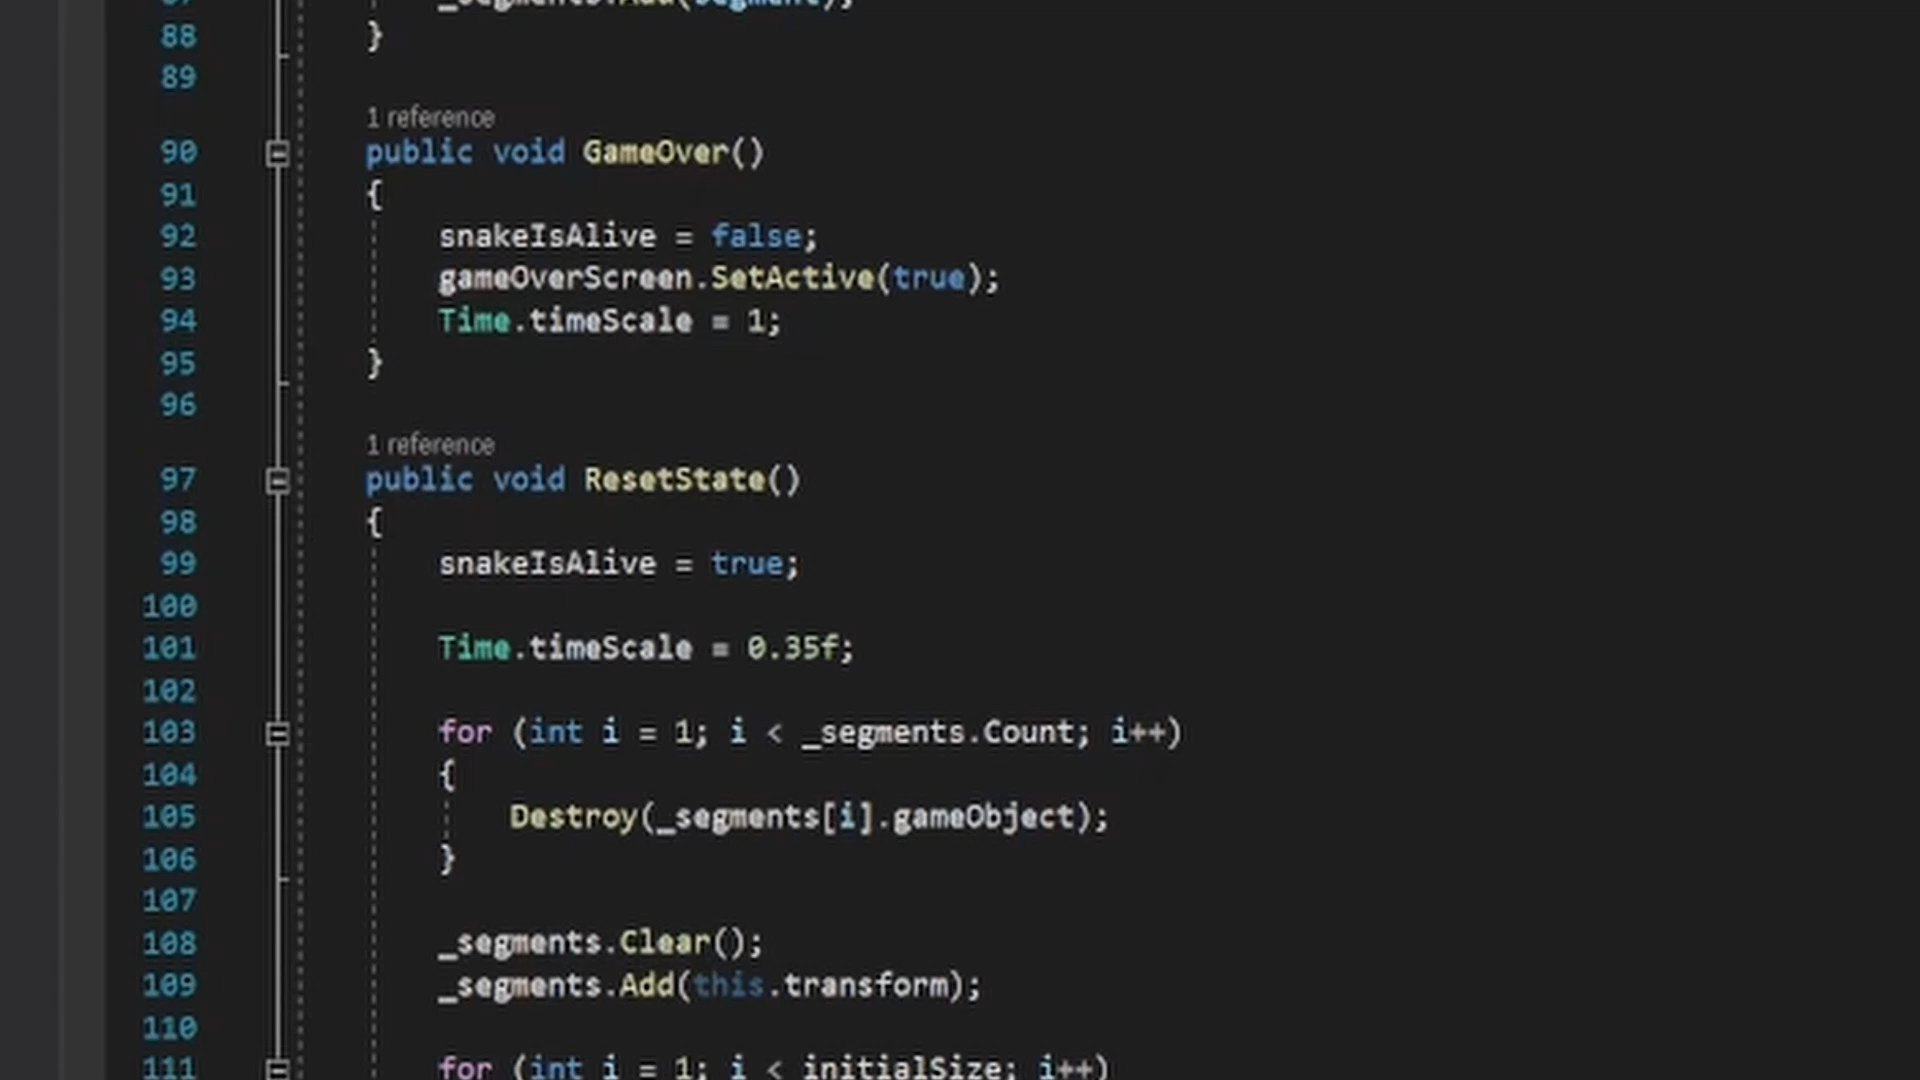 _segments.Add(segment);
88 }
89
1 reference
90 public void GameOver()
91 {
92 snakeIsAlive = false;
93 gameOverScreen.SetActive(true);
94 Time.timeScale = 1;
95 }
96
1 reference
97 public void ResetState()
98 {
99 snakeIsAlive = true;
100
101 Time.timeScale = 0.35f;
102
103 for (int i = 1; i < _segments.Count; i++)
104 {
105 Destroy(_segments[i].gameObject);
106 }
107
108 _segments.Clear();
109 _segments.Add(this.transform);
110
111 for (int i = 1; i < initialSize; i++)